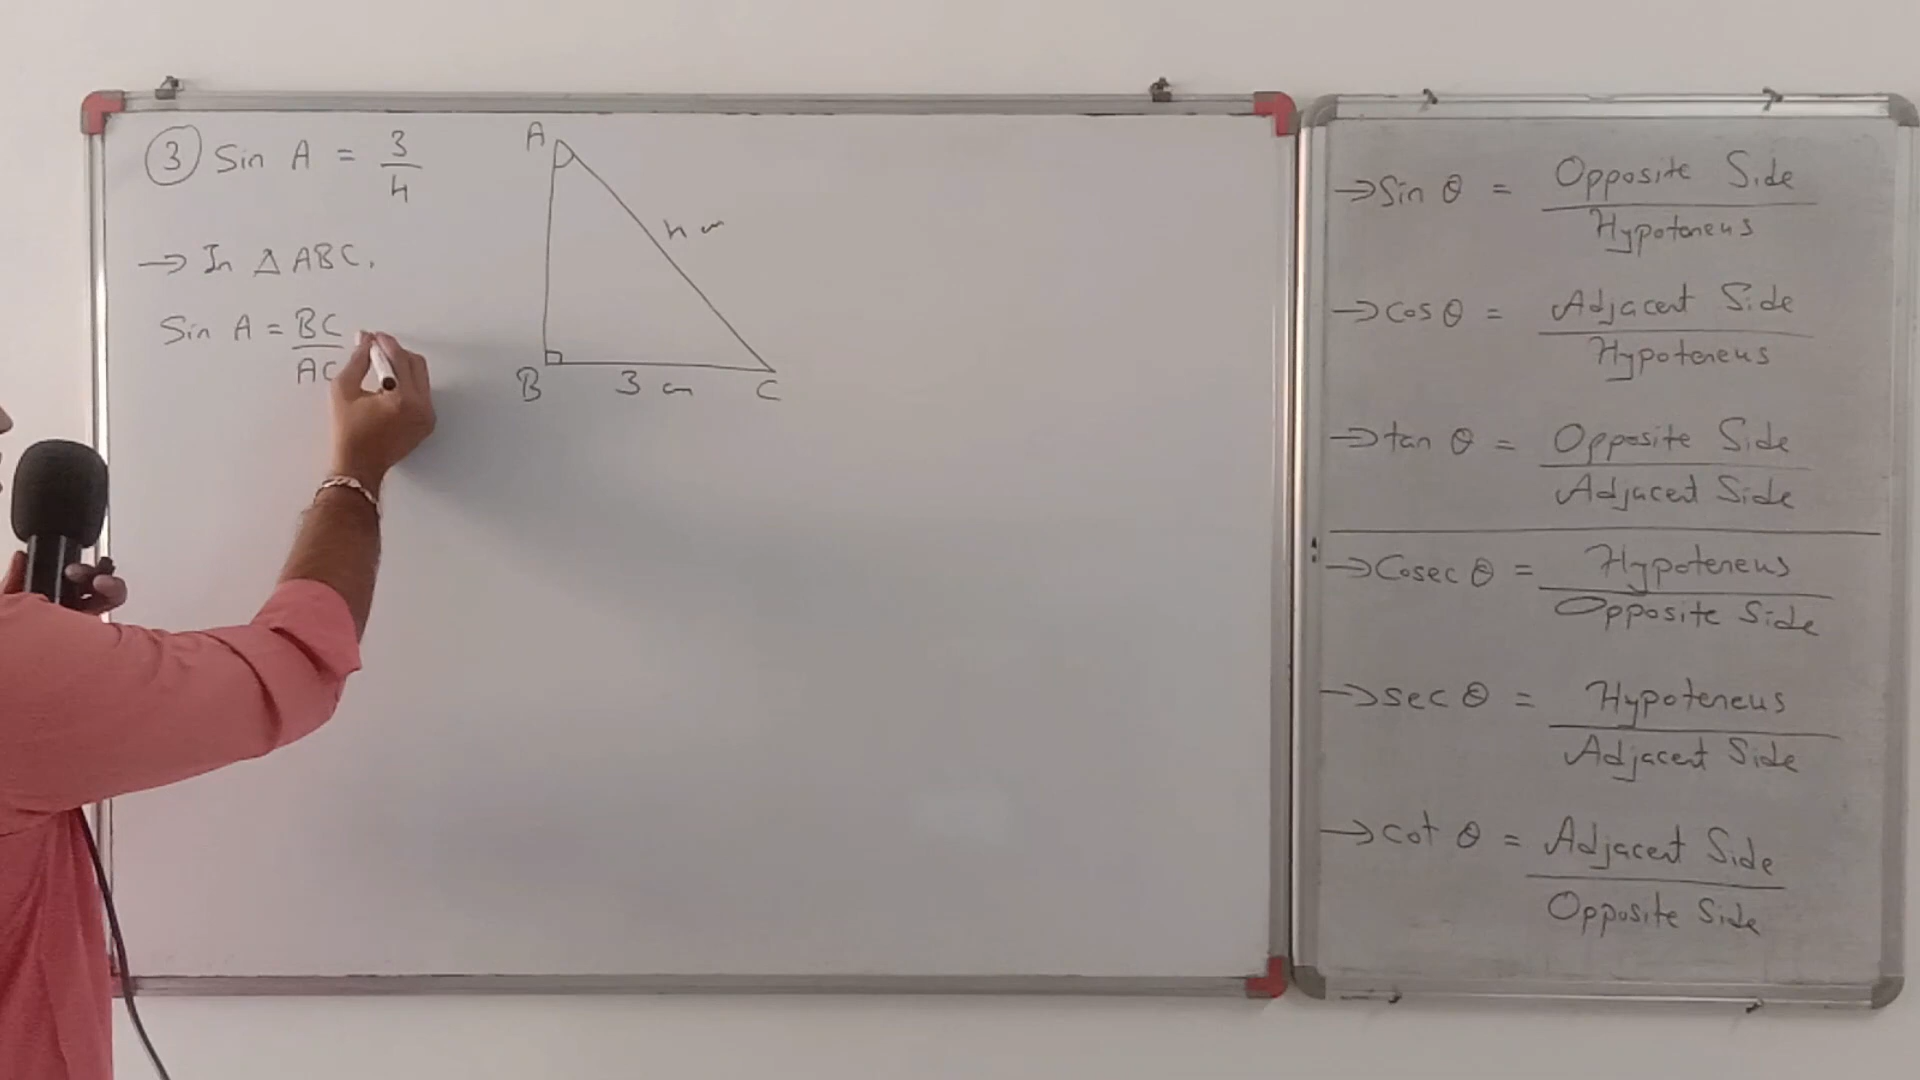 ③ Sin A = 3/4
→ In △ ABC,
Sin A = BC/AC
A
4 cm
B 3 cm C
→ Sin θ = Opposite Side
Hypoteneus
→ Cos θ = Adjacent Side
Hypoteneus
→ tan θ = Opposite Side
Adjacent Side
→ Cosec θ = Hypoteneus
Opposite Side
→ sec θ = Hypoteneus
Adjacent Side
→ cot θ = Adjacent Side
Opposite Side